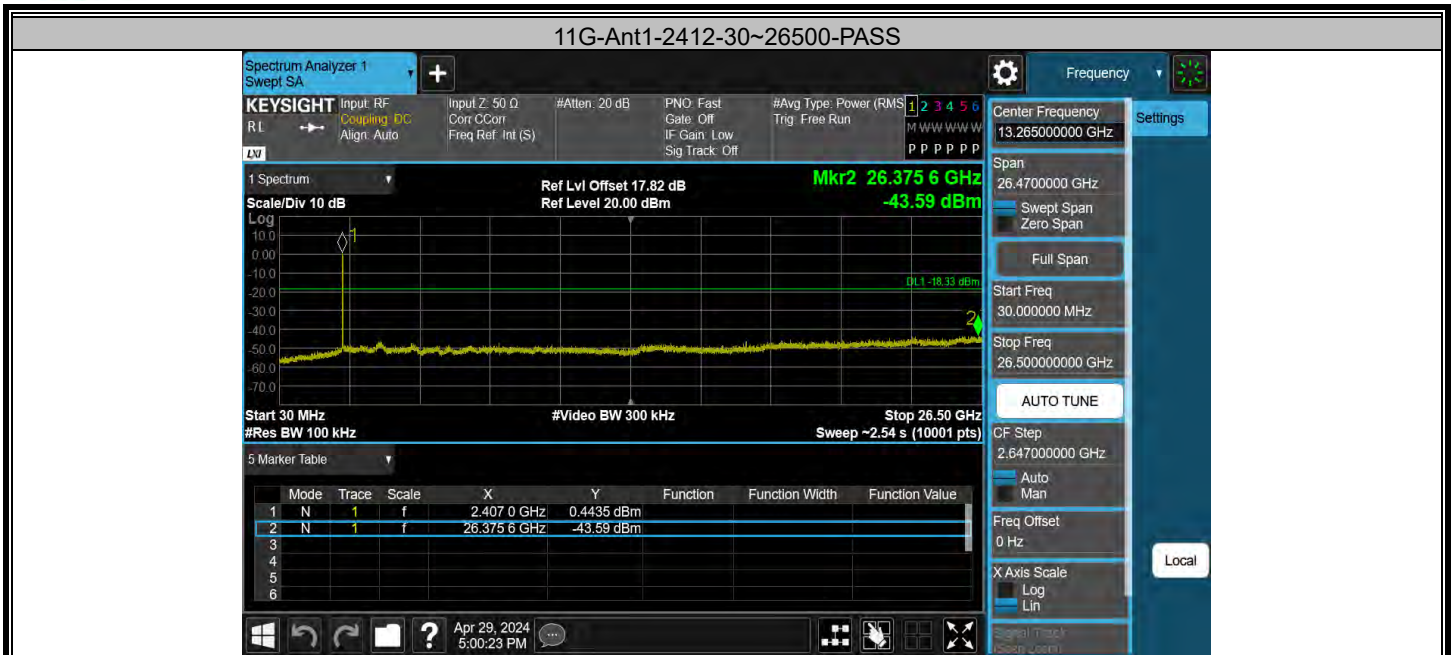 11G-Ant1-2412-30~26500-PASS
Spectrum Analyzer 1
Swept SA
+
Frequency
KEYSIGHT
RL
LXI
Input: RF
Coupling: DC
Align: Auto
Input Z: 50 Ω
Corr CCorr
Freq Ref: Int (S)
#Atten: 20 dB
PNO: Fast
Gate: Off
IF Gain: Low
Sig Track: Off
#Avg Type: Power (RMS
Trig: Free Run
1 2 3 4 5 6
M W W W W W
P P P P P P
1 Spectrum
Scale/Div 10 dB
Ref Lvl Offset 17.82 dB
Ref Level 20.00 dBm
Mkr2 26.375 6 GHz
-43.59 dBm
Log
10.0
0.00
-10.0
-20.0
-30.0
-40.0
-50.0
-60.0
-70.0
1
DL1 -18.33 dBm
2
Start 30 MHz
#Res BW 100 kHz
#Video BW 300 kHz
Stop 26.50 GHz
Sweep ~2.54 s (10001 pts)
5 Marker Table
Mode Trace Scale X Y Function Function Width Function Value
1 N 1 f 2.407 0 GHz 0.4435 dBm
2 N 1 f 26.375 6 GHz -43.59 dBm
3
4
5
6
Center Frequency
13.265000000 GHz
Settings
Span
26.4700000 GHz
Swept Span
Zero Span
Full Span
Start Freq
30.000000 MHz
Stop Freq
26.500000000 GHz
AUTO TUNE
CF Step
2.647000000 GHz
Auto
Man
Freq Offset
0 Hz
X Axis Scale
Log
Lin
Signal Track
(Span Zoom)
Local
?
Apr 29, 2024
5:00:23 PM